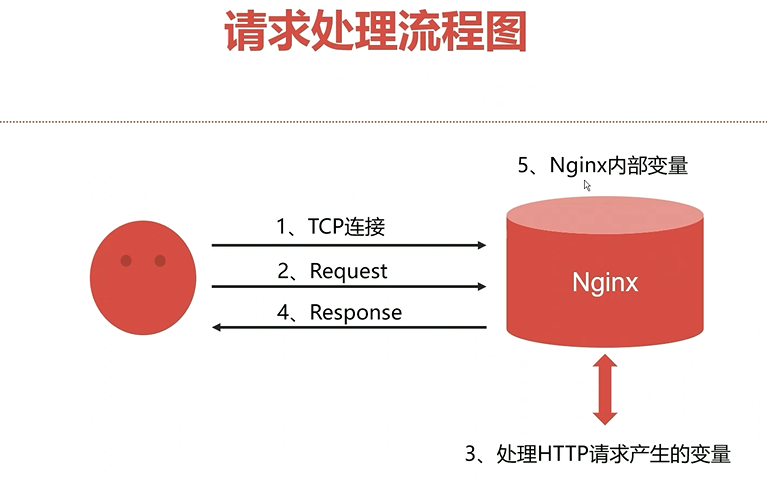 请求处理流程图
5、Nginx内部变量
1、TCP连接
2、Request
4、Response
Nginx
3、处理HTTP请求产生的变量